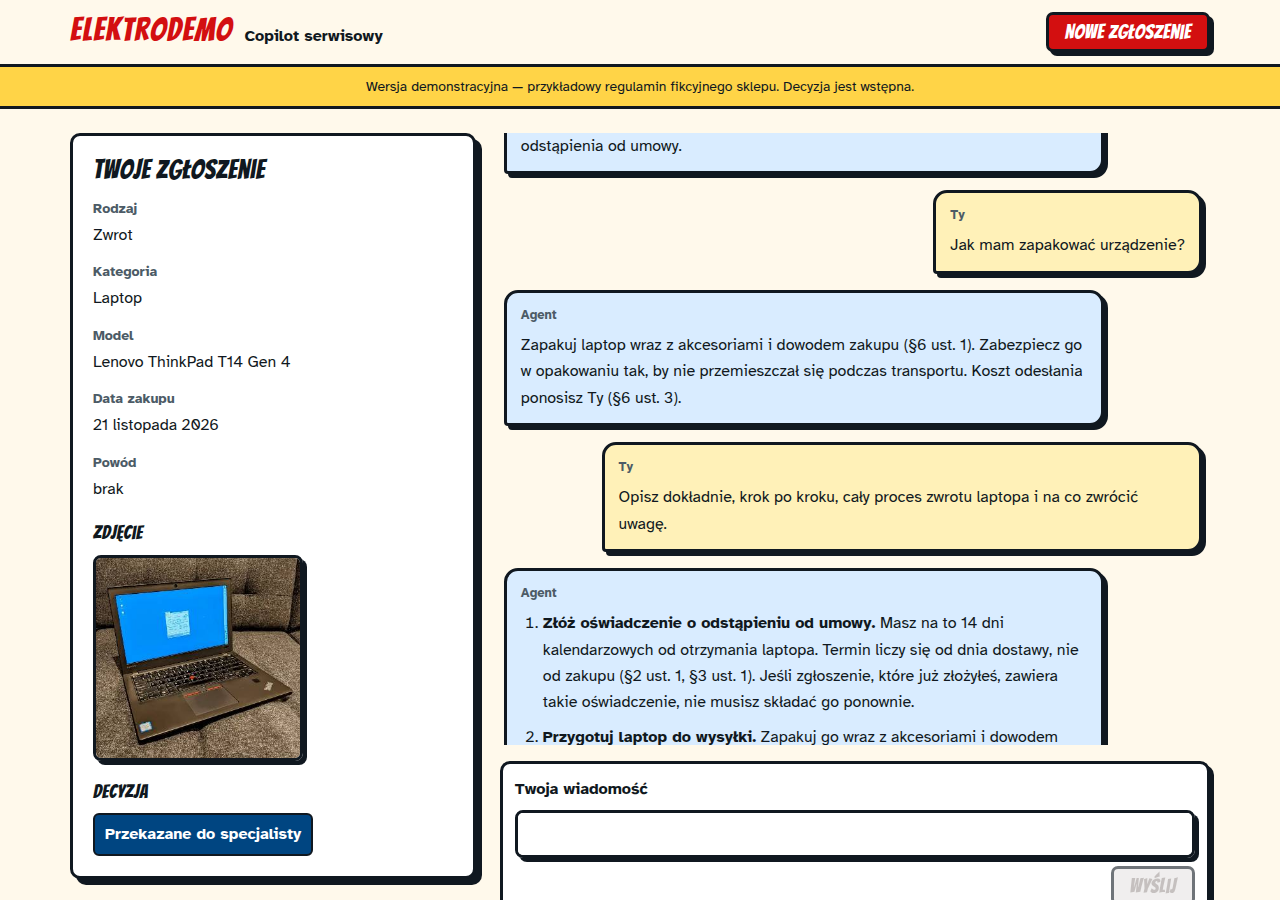 ELEKTRODEMO Copilot serwisowy
NOWE ZGŁOSZENIE
Wersja demonstracyjna — przykładowy regulamin fikcyjnego sklepu. Decyzja jest wstępna.
TWOJE ZGŁOSZENIE
Rodzaj
Zwrot
Kategoria
Laptop
Model
Lenovo ThinkPad T14 Gen 4
Data zakupu
21 listopada 2026
Powód
brak
ZDJĘCIE
DECYZJA
Przekazane do specjalisty
odstąpienia od umowy.
Ty
Jak mam zapakować urządzenie?
Agent
Zapakuj laptop wraz z akcesoriami i dowodem zakupu (§6 ust. 1). Zabezpiecz go
w opakowaniu tak, by nie przemieszczał się podczas transportu. Koszt odesłania
ponosisz Ty (§6 ust. 3).
Ty
Opisz dokładnie, krok po kroku, cały proces zwrotu laptopa i na co zwrócić
uwagę.
Agent
1. Złóż oświadczenie o odstąpieniu od umowy. Masz na to 14 dni
kalendarzowych od otrzymania laptopa. Termin liczy się od dnia dostawy, nie
od zakupu (§2 ust. 1, §3 ust. 1). Jeśli zgłoszenie, które już złożyłeś, zawiera
takie oświadczenie, nie musisz składać go ponownie.
2. Przygotuj laptop do wysyłki. Zapakuj go wraz z akcesoriami i dowodem
Twoja wiadomość
WYŚLIJ